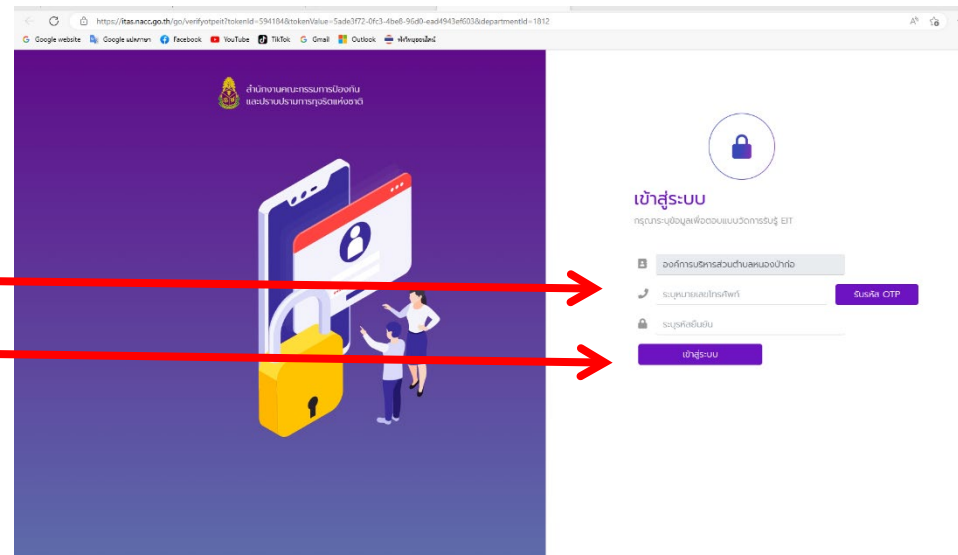 https://itas.nacc.go.th/go/verifyotpeit?tokenId=594184&tokenValue=5ade3f72-0fc3-4be8-96d0-ead4943ef603&departmentId=1812
Google website Google แปลภาษา Facebook YouTube TikTok Gmail Outlook
สำนักงานคณะกรรมการป้องกัน
และปราบปรามการทุจริตแห่งชาติ
เข้าสู่ระบบ
กรุณาระบุข้อมูลเพื่อตอบแบบวัดการรับรู้ EIT
องค์การบริหารส่วนตำบลหนองบัวก่อ
ระบุหมายเลขโทรศัพท์ รับรหัส OTP
ระบุรหัสยืนยัน
เข้าสู่ระบบ